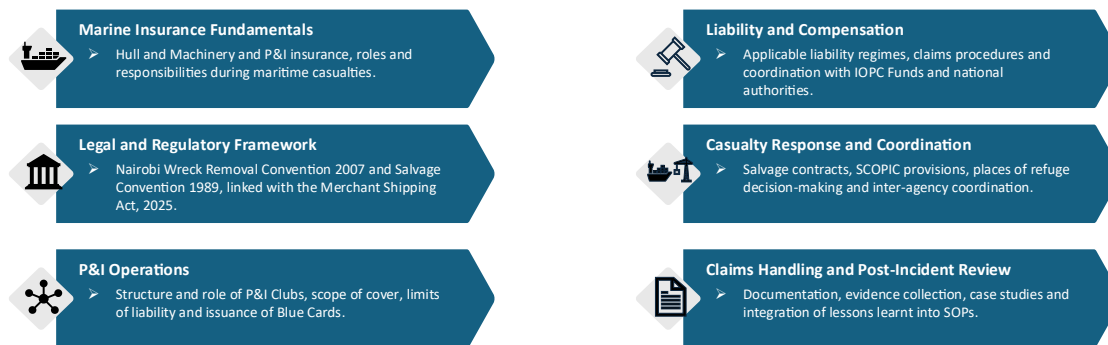 Marine Insurance Fundamentals
➢ Hull and Machinery and P&I insurance, roles and
responsibilities during maritime casualties.
Legal and Regulatory Framework
➢ Nairobi Wreck Removal Convention 2007 and Salvage
Convention 1989, linked with the Merchant Shipping
Act, 2025.
P&I Operations
➢ Structure and role of P&I Clubs, scope of cover, limits
of liability and issuance of Blue Cards.
Liability and Compensation
➢ Applicable liability regimes, claims procedures and
coordination with IOPC Funds and national
authorities.
Casualty Response and Coordination
➢ Salvage contracts, SCOPIC provisions, places of refuge
decision-making and inter-agency coordination.
Claims Handling and Post-Incident Review
➢ Documentation, evidence collection, case studies and
integration of lessons learnt into SOPs.